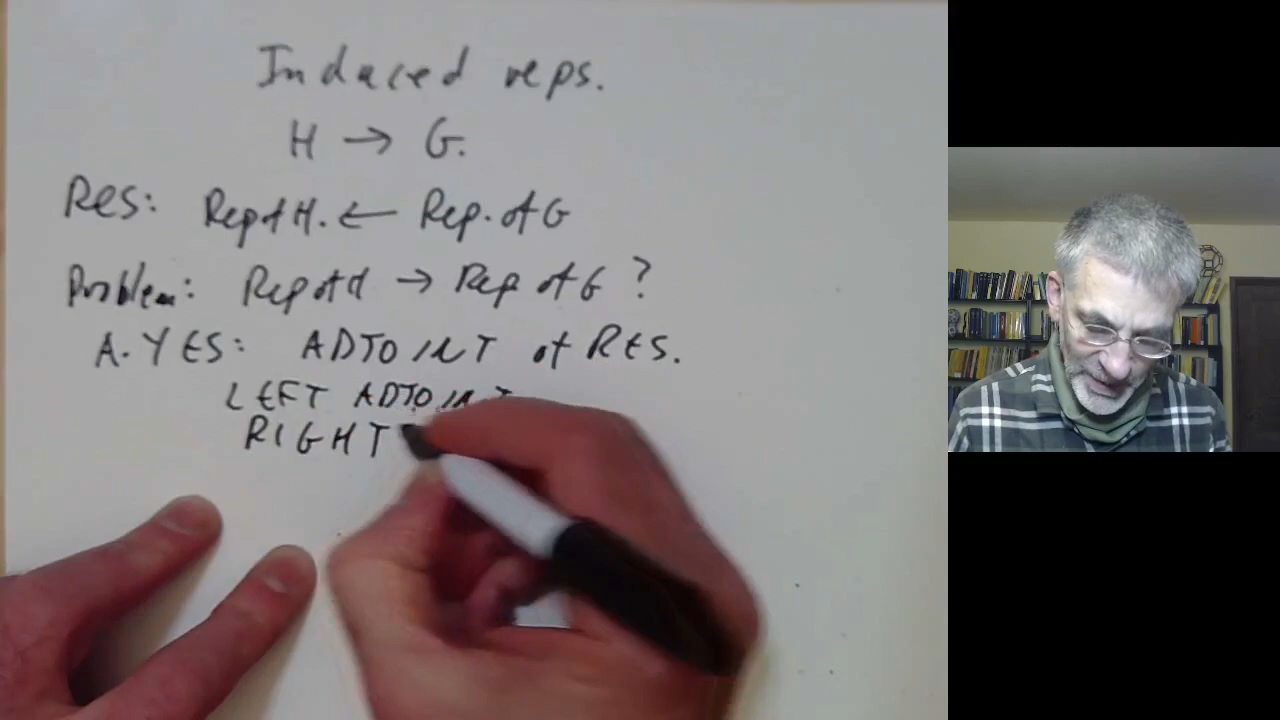 Induced reps.
H → G.
Res: Rep of H. ← Rep. of G
Problem: Rep of H → Rep of G?
A. YES: ADJOINT of RES.
LEFT ADJOINT
RIGHT